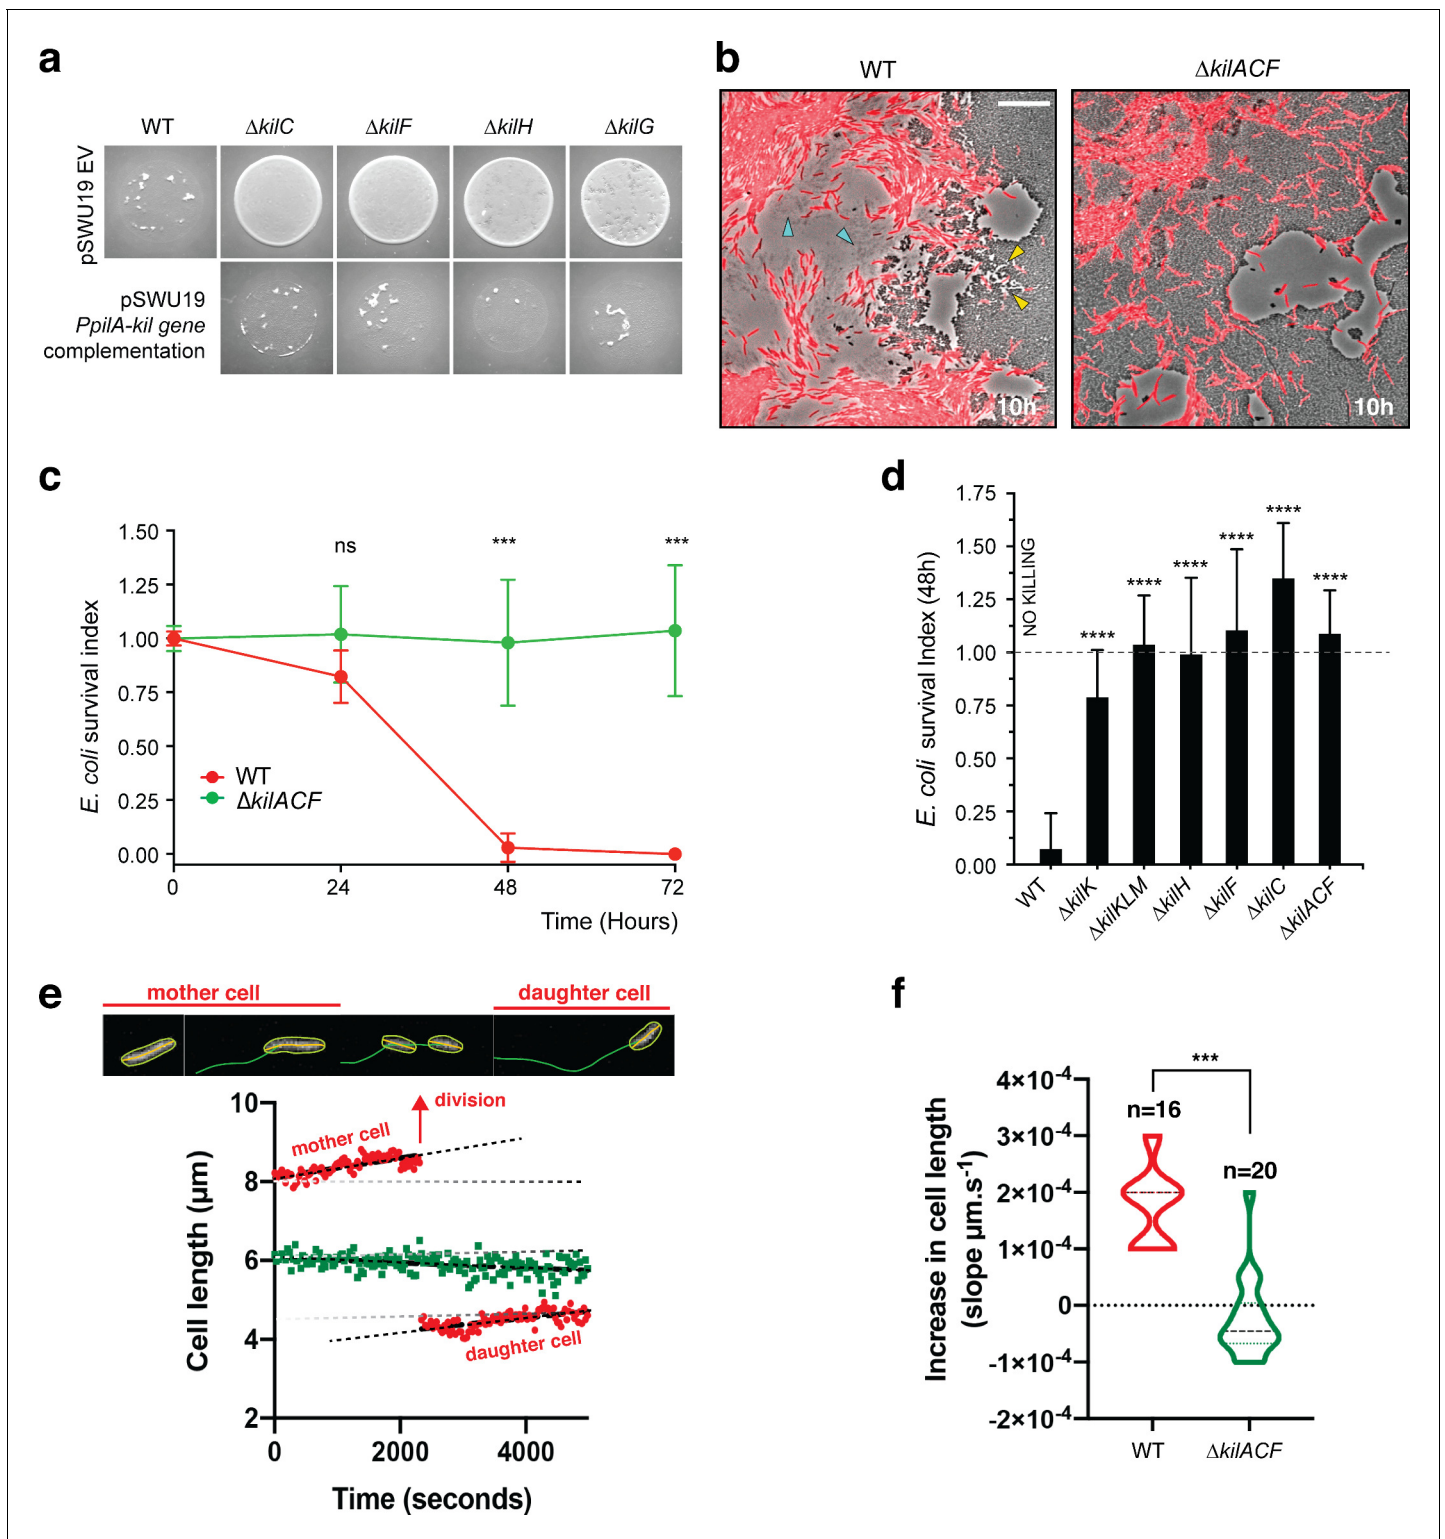 a
WT
ΔkilC
ΔkilF
ΔkilH
ΔkilG
pSWU19 EV
pSWU19
PpilA-kil gene
complementation
b
WT
ΔkilACF
10h
10h
c
E. coli survival index
1.50
1.25
1.00
0.75
0.50
0.25
0.00
ns
***
***
WT
ΔkilACF
0
24
48
72
Time (Hours)
d
E. coli survival Index (48h)
1.75
1.50
1.25
1.00
0.75
0.50
0.25
0.00
NO KILLING
****
****
****
****
****
****
WT
ΔkilK
ΔkilKLM
ΔkilH
ΔkilF
ΔkilC
ΔkilACF
e
mother cell
daughter cell
Cell length (µm)
10
8
6
4
2
division
mother cell
daughter cell
0
2000
4000
Time (seconds)
f
Increase in cell length
(slope µm.s⁻¹)
4×10⁻⁴
3×10⁻⁴
2×10⁻⁴
1×10⁻⁴
0
-1×10⁻⁴
-2×10⁻⁴
***
n=16
n=20
WT
ΔkilACF